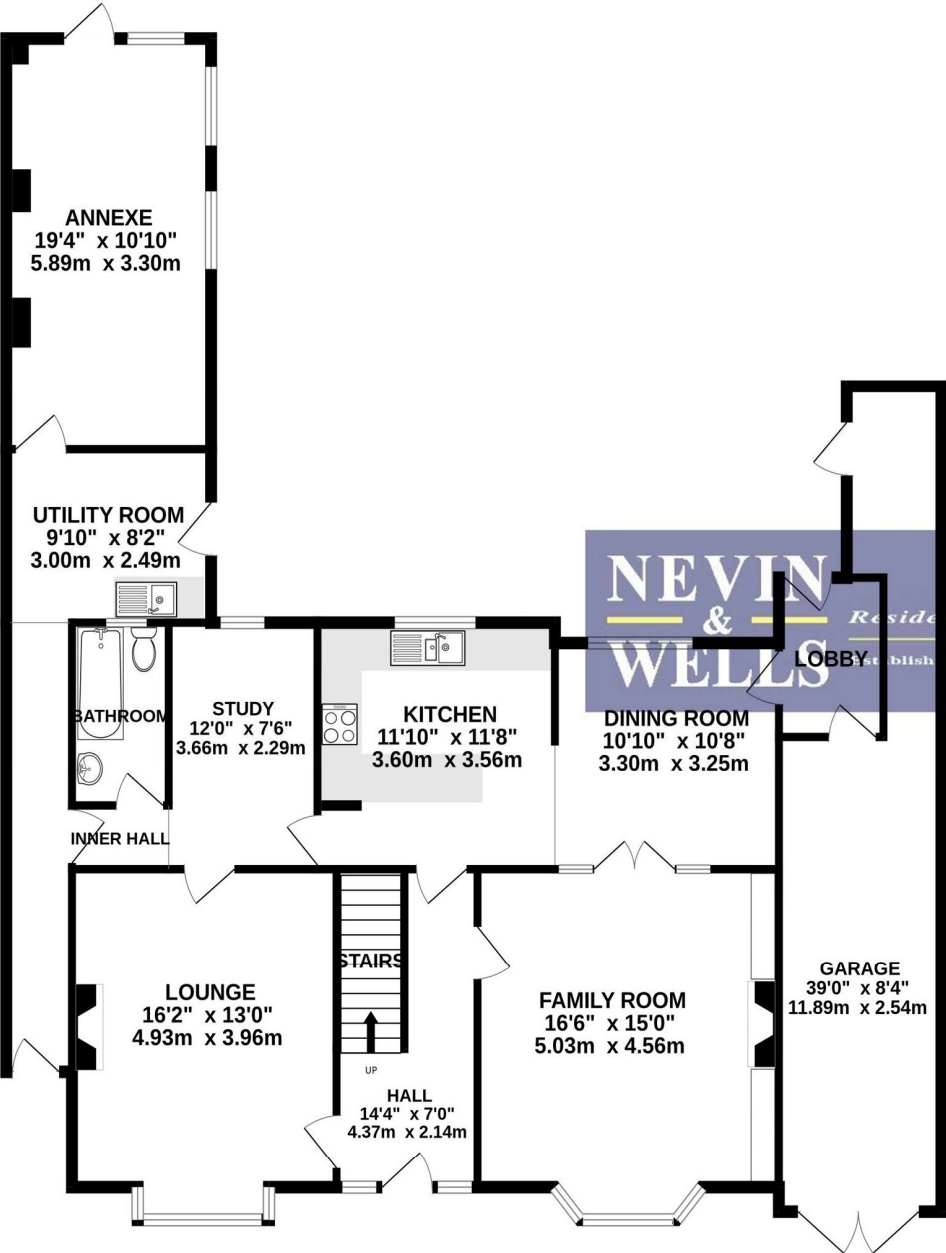 ANNEXE
19'4" x 10'10"
5.89m x 3.30m
UTILITY ROOM
9'10" x 8'2"
3.00m x 2.49m
NEVIN
&
WELLS
Reside
Establish
LOBBY
BATHROOM
STUDY
12'0" x 7'6"
3.66m x 2.29m
KITCHEN
11'10" x 11'8"
3.60m x 3.56m
DINING ROOM
10'10" x 10'8"
3.30m x 3.25m
INNER HALL
STAIRS
UP
LOUNGE
16'2" x 13'0"
4.93m x 3.96m
FAMILY ROOM
16'6" x 15'0"
5.03m x 4.56m
GARAGE
39'0" x 8'4"
11.89m x 2.54m
HALL
14'4" x 7'0"
4.37m x 2.14m